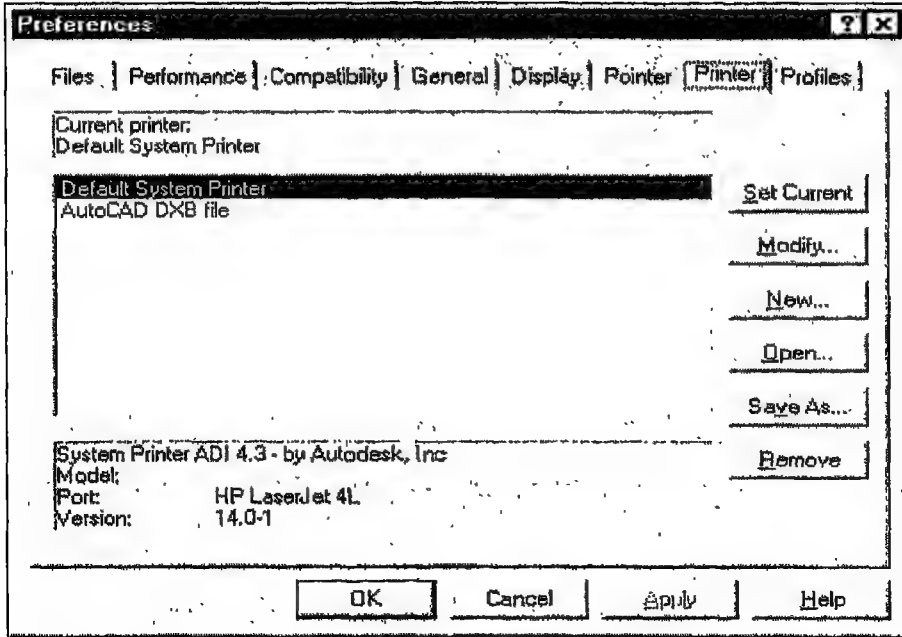 Preferences
Files Performance Compatibility General Display Pointer Printer Profiles
Current printer:
Default System Printer
Default System Printer
AutoCAD DXB file
Set Current
Modify...
New...
Open...
Save As...
Remove
System Printer ADI 4.3 - by Autodesk, Inc
Model:
Port: HP LaserJet 4L
Version: 14.0-1
OK Cancel Apply Help